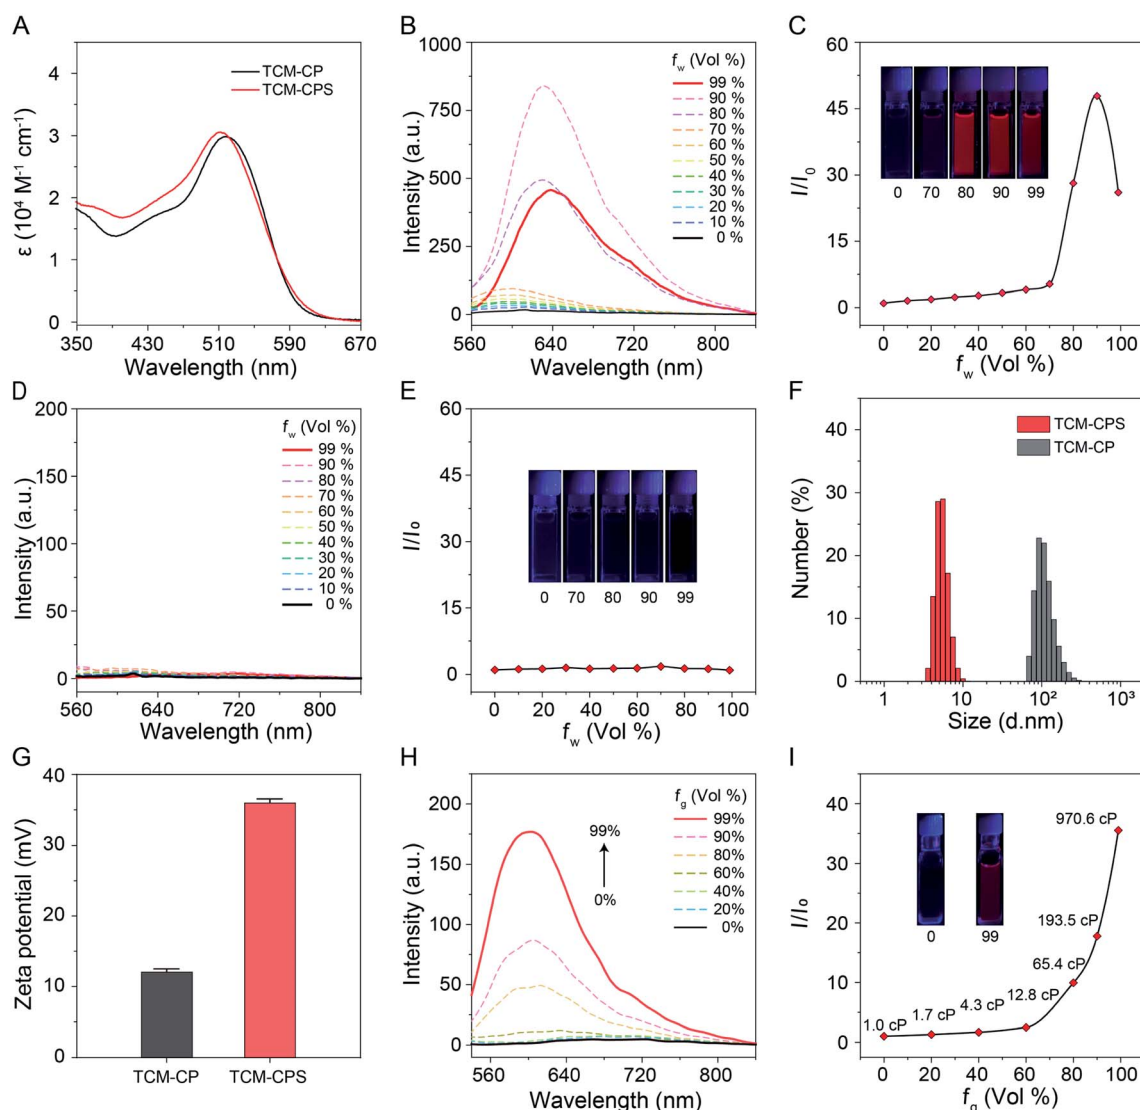 A
ε (10⁴ M⁻¹ cm⁻¹)
4
3
2
1
0
TCM-CP
TCM-CPS
350 430 510 590 670
Wavelength (nm)
B
Intensity (a.u.)
1000
750
500
250
0
fw (Vol %)
99 %
90 %
80 %
70 %
60 %
50 %
40 %
30 %
20 %
10 %
0 %
560 640 720 800
Wavelength (nm)
C
I/I₀
60
45
30
15
0
0 70 80 90 99
0 20 40 60 80 100
fw (Vol %)
D
Intensity (a.u.)
200
150
100
50
0
fw (Vol %)
99 %
90 %
80 %
70 %
60 %
50 %
40 %
30 %
20 %
10 %
0 %
560 640 720 800
Wavelength (nm)
E
I/I₀
60
45
30
15
0
0 70 80 90 99
0 20 40 60 80 100
fw (Vol %)
F
Number (%)
40
30
20
10
0
TCM-CPS
TCM-CP
1 10 10² 10³
Size (d.nm)
G
Zeta potential (mV)
40
30
20
10
0
TCM-CP TCM-CPS
H
Intensity (a.u.)
200
150
100
50
0
99%
0%
fg (Vol %)
99%
90%
80%
60%
40%
20%
0%
560 640 720 800
Wavelength (nm)
I
I/I₀
40
30
20
10
0
970.6 cP
193.5 cP
65.4 cP
12.8 cP
4.3 cP
1.7 cP
1.0 cP
0 99
0 20 40 60 80 100
fg (Vol %)